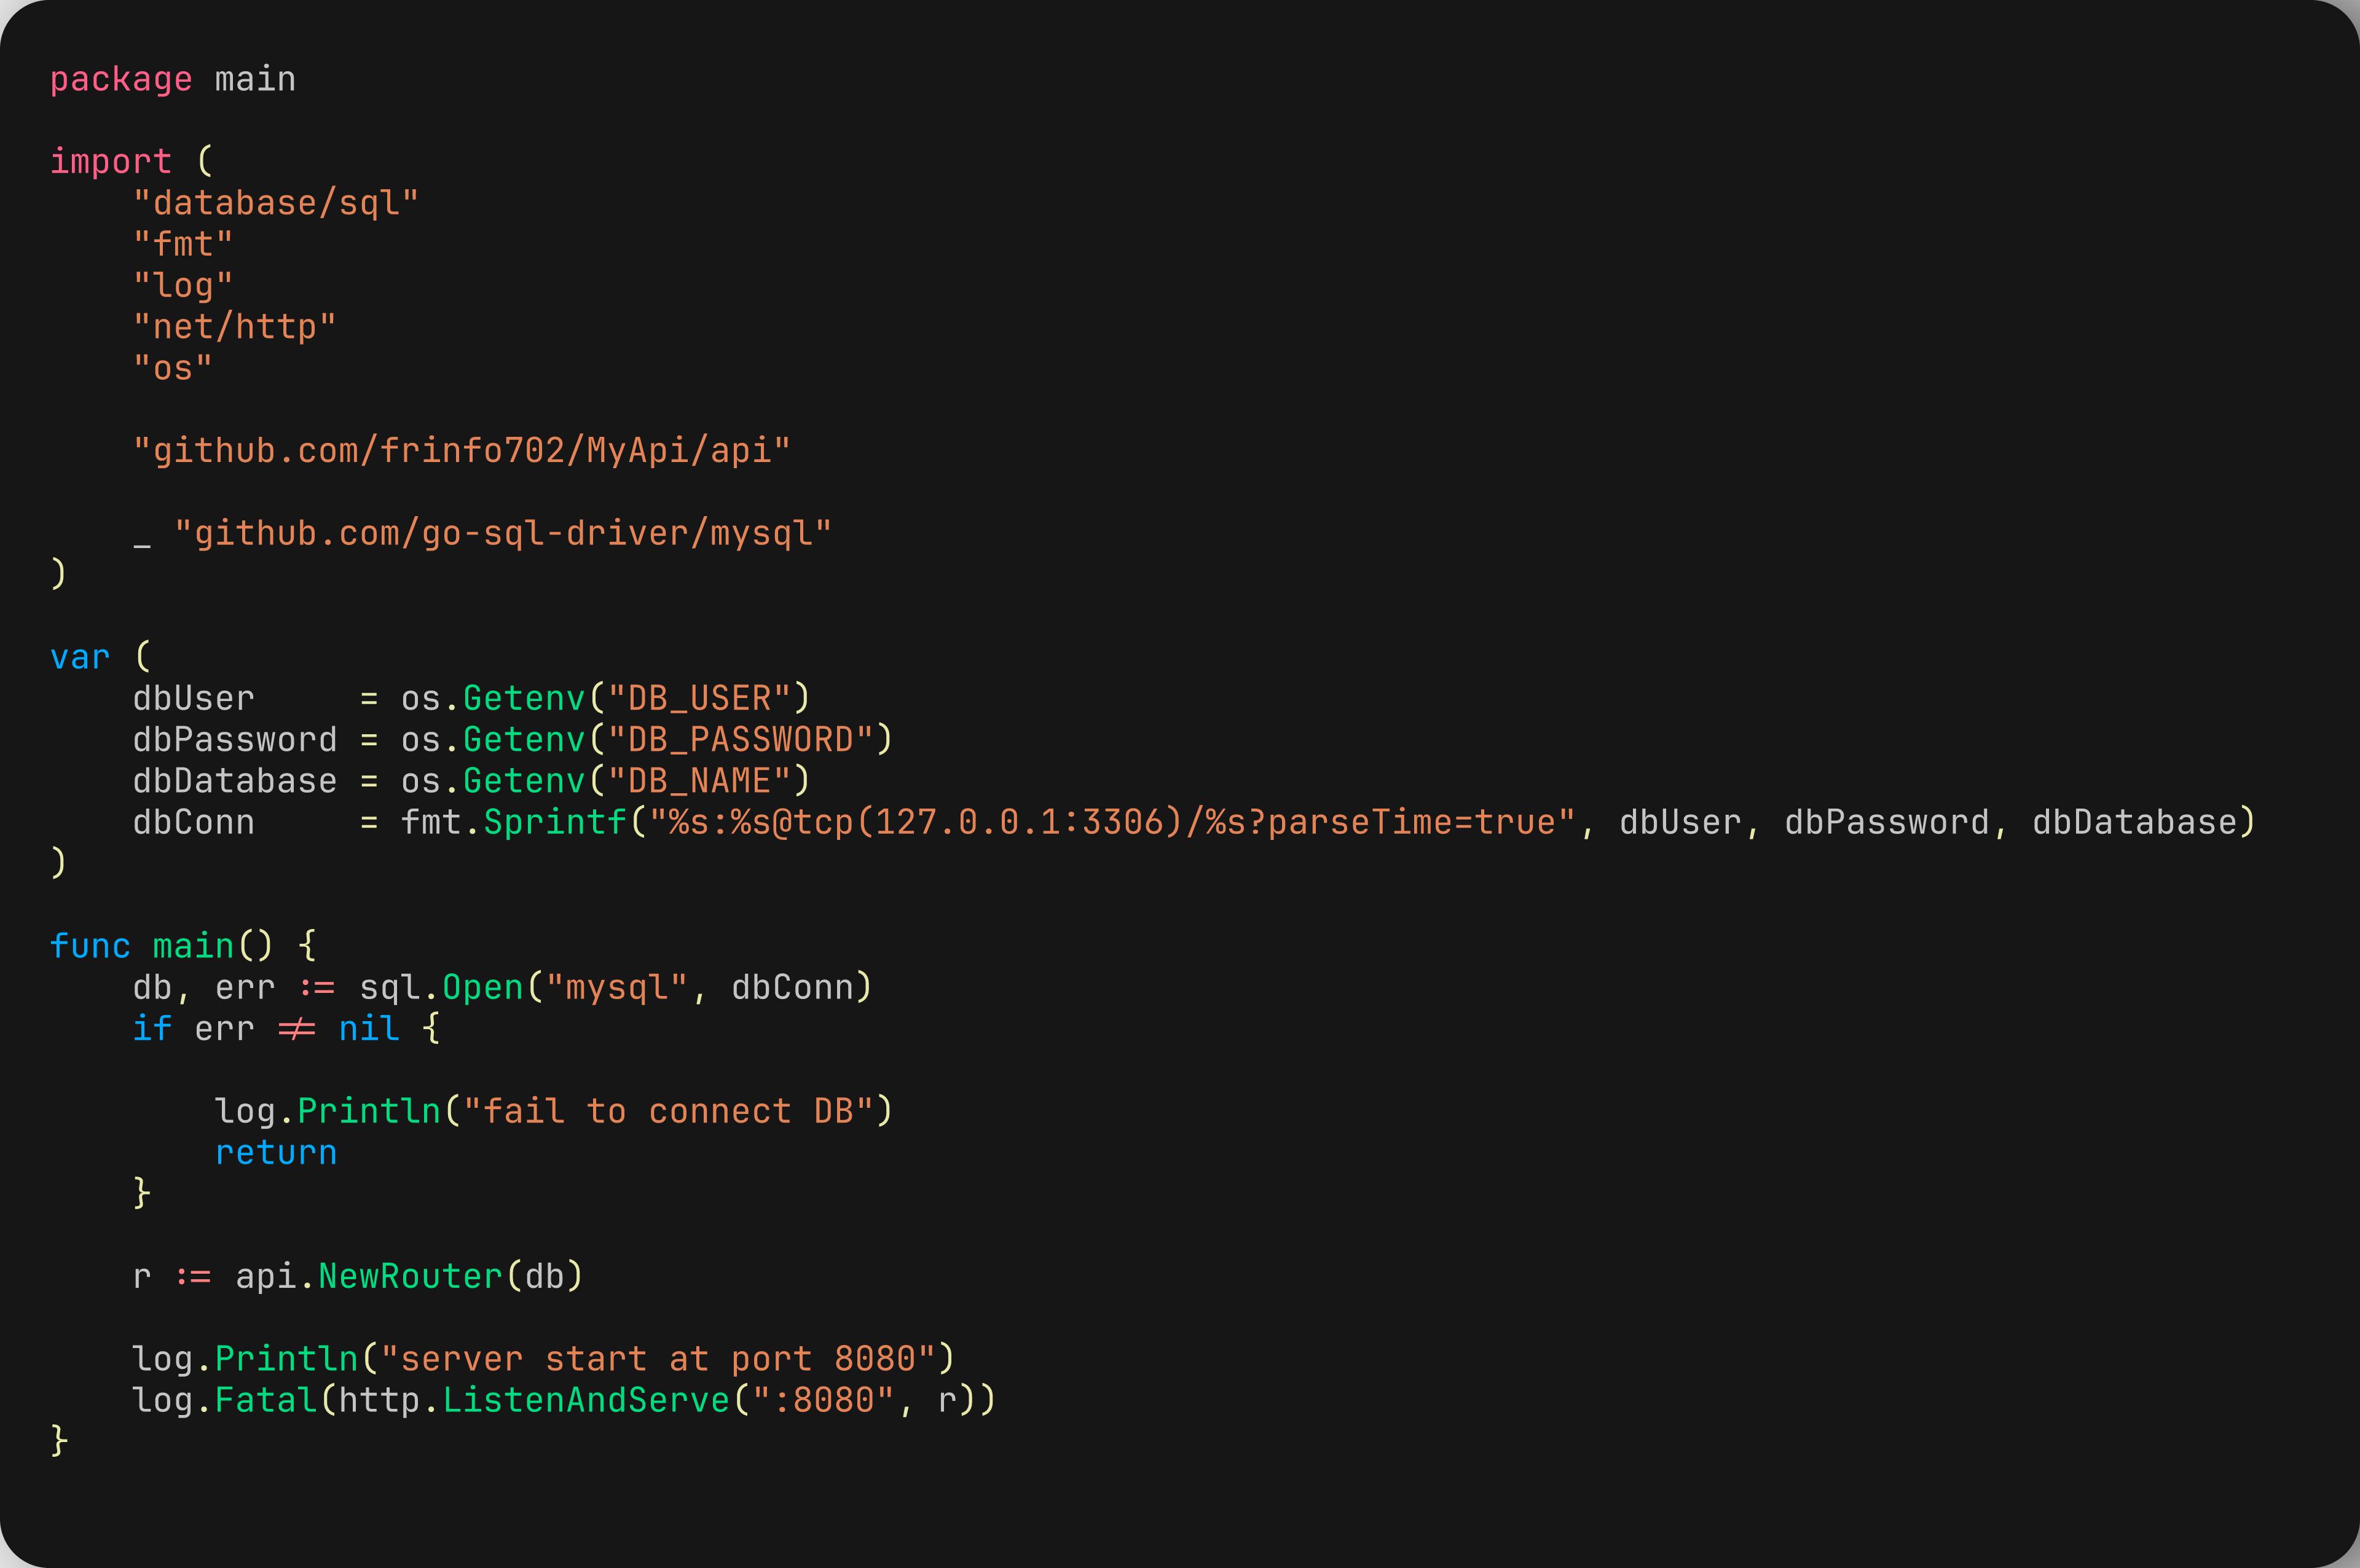 package main

import (
    "database/sql"
    "fmt"
    "log"
    "net/http"
    "os"

    "github.com/frinfo702/MyApi/api"

    _ "github.com/go-sql-driver/mysql"
)

var (
    dbUser     = os.Getenv("DB_USER")
    dbPassword = os.Getenv("DB_PASSWORD")
    dbDatabase = os.Getenv("DB_NAME")
    dbConn     = fmt.Sprintf("%s:%s@tcp(127.0.0.1:3306)/%s?parseTime=true", dbUser, dbPassword, dbDatabase)
)

func main() {
    db, err := sql.Open("mysql", dbConn)
    if err != nil {

        log.Println("fail to connect DB")
        return
    }

    r := api.NewRouter(db)

    log.Println("server start at port 8080")
    log.Fatal(http.ListenAndServe(":8080", r))
}